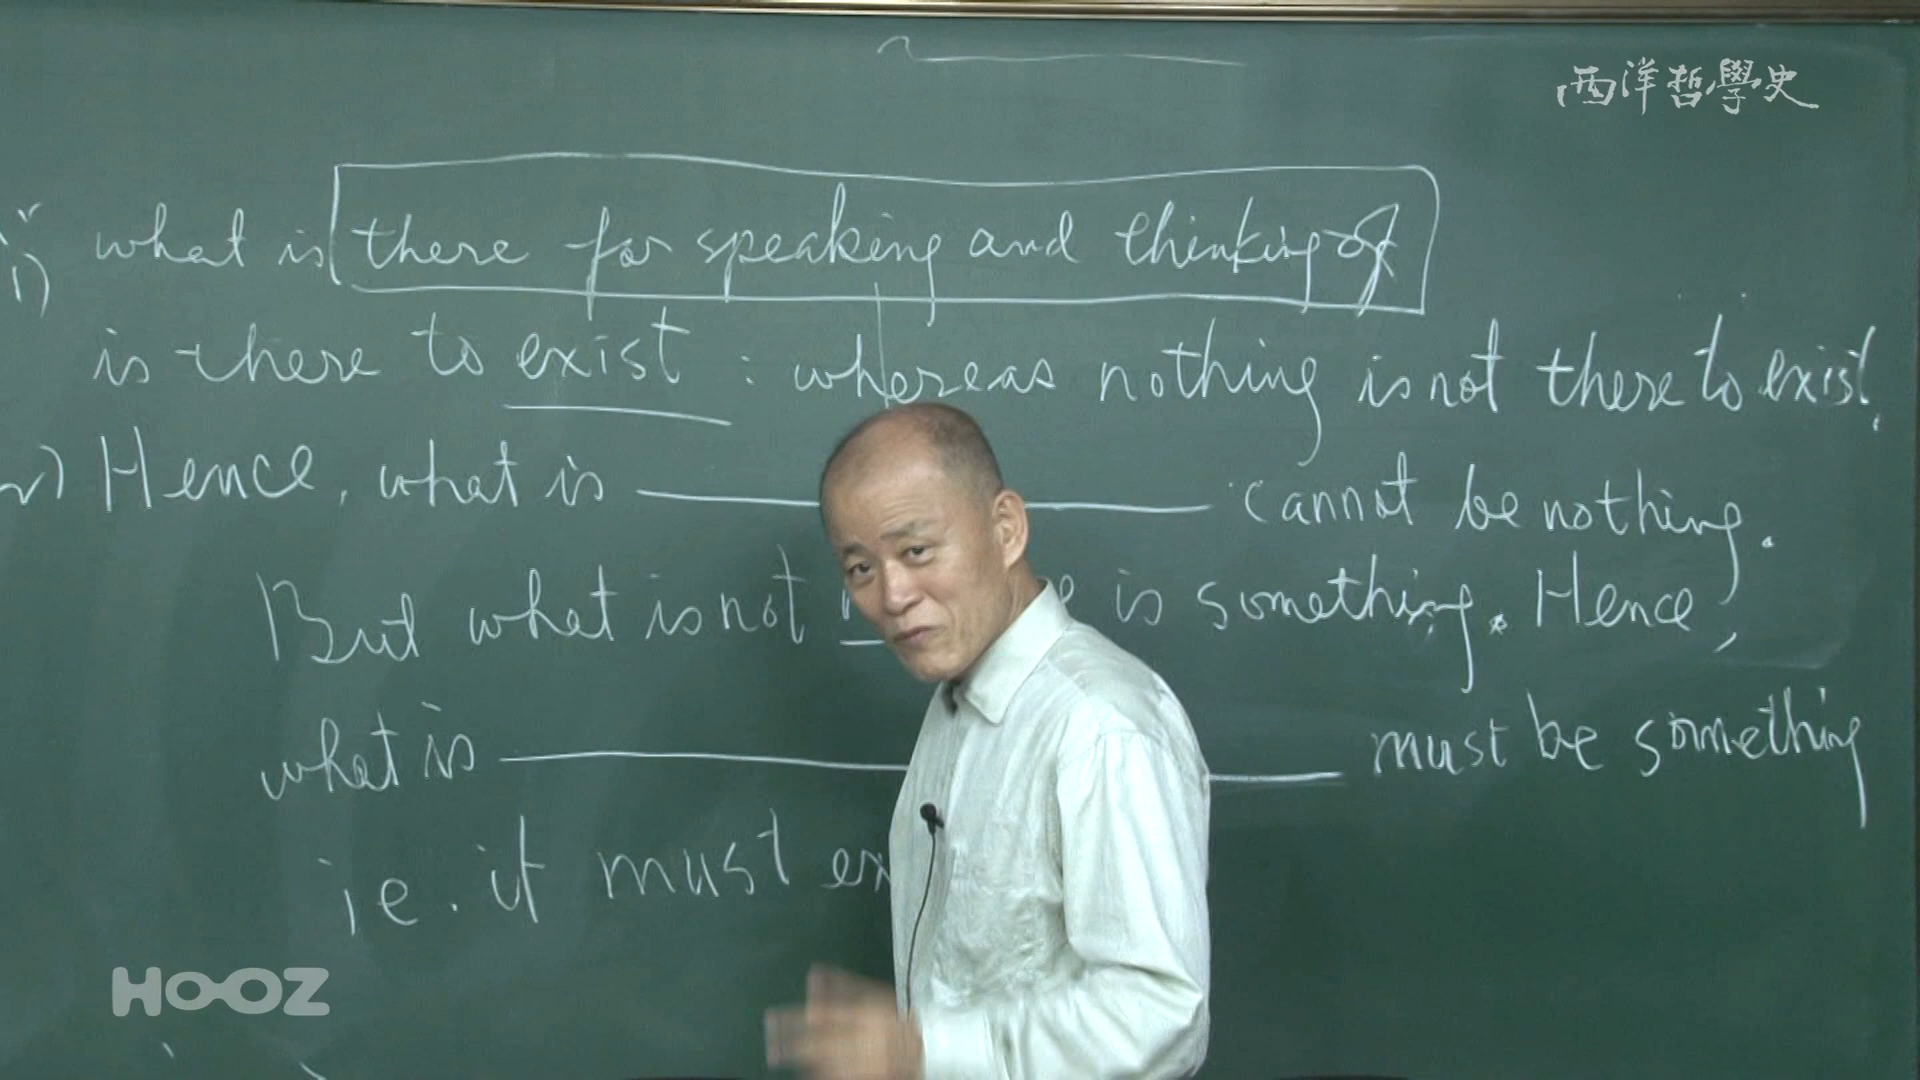 西洋哲學史
i) what is there for speaking and thinking of
is there to exist : whereas nothing is not there to exist.
Hence, what is ———— cannot be nothing.
But what is not is something. Hence,
what is ———— must be something
i.e. it must
HOOZ